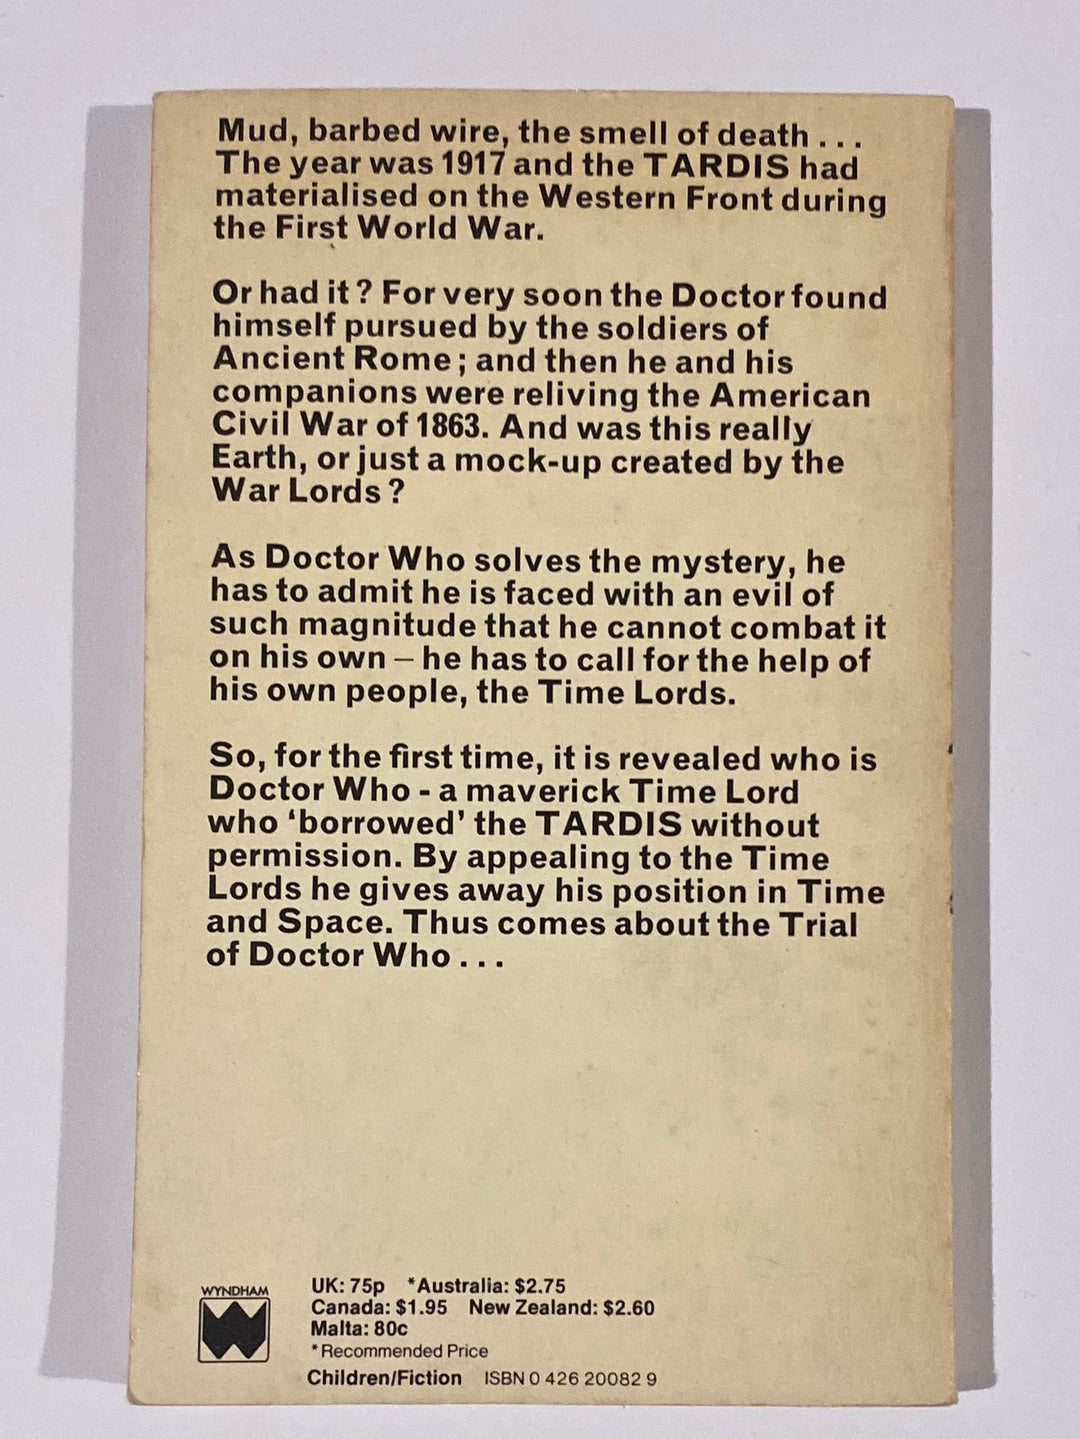 Mud, barbed wire, the smell of death . . .
The year was 1917 and the TARDIS had
materialised on the Western Front during
the First World War.
Or had it? For very soon the Doctor found
himself pursued by the soldiers of
Ancient Rome; and then he and his
companions were reliving the American
Civil War of 1863. And was this really
Earth, or just a mock-up created by the
War Lords?
As Doctor Who solves the mystery, he
has to admit he is faced with an evil of
such magnitude that he cannot combat it
on his own – he has to call for the help of
his own people, the Time Lords.
So, for the first time, it is revealed who is
Doctor Who - a maverick Time Lord
who ‘borrowed’ the TARDIS without
permission. By appealing to the Time
Lords he gives away his position in Time
and Space. Thus comes about the Trial
of Doctor Who . . .
WYNDHAM
W
UK: 75p *Australia: $2.75
Canada: $1.95 New Zealand: $2.60
Malta: 80c
*Recommended Price
Children/Fiction ISBN 0 426 20082 9